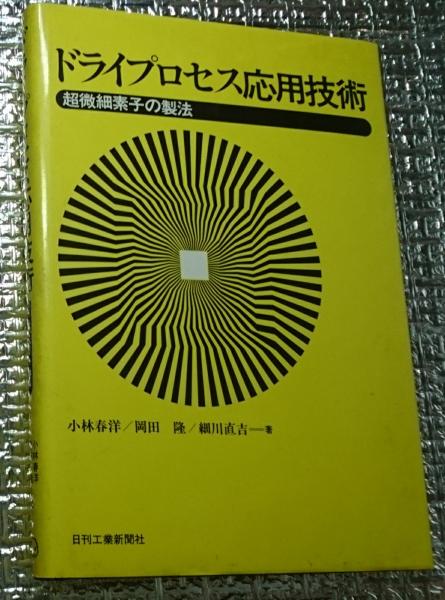 ドライプロセス応用技術
超微細素子の製法
小林春洋/岡田 隆/細川直吉──著
日刊工業新聞社